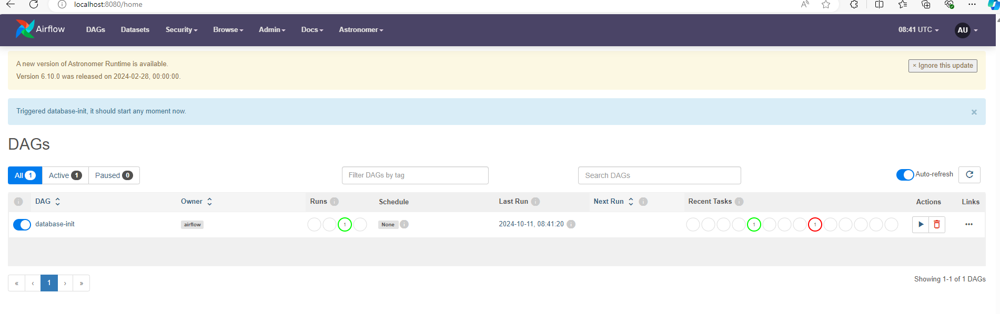 localhost:8080/home
Airflow DAGs Datasets Security Browse Admin Docs Astronomer 08:41 UTC AU
A new version of Astronomer Runtime is available.
× Ignore this update
Version 6.10.0 was released on 2024-02-28, 00:00:00.
Triggered database-init, it should start any moment now.
×
DAGs
All 1 Active 1 Paused 0 Filter DAGs by tag Search DAGs Auto-refresh
DAG Owner Runs Schedule Last Run Next Run Recent Tasks Actions Links
database-init airflow 1 None 2024-10-11, 08:41:20 1 1
« ‹ 1 › »
Showing 1-1 of 1 DAGs